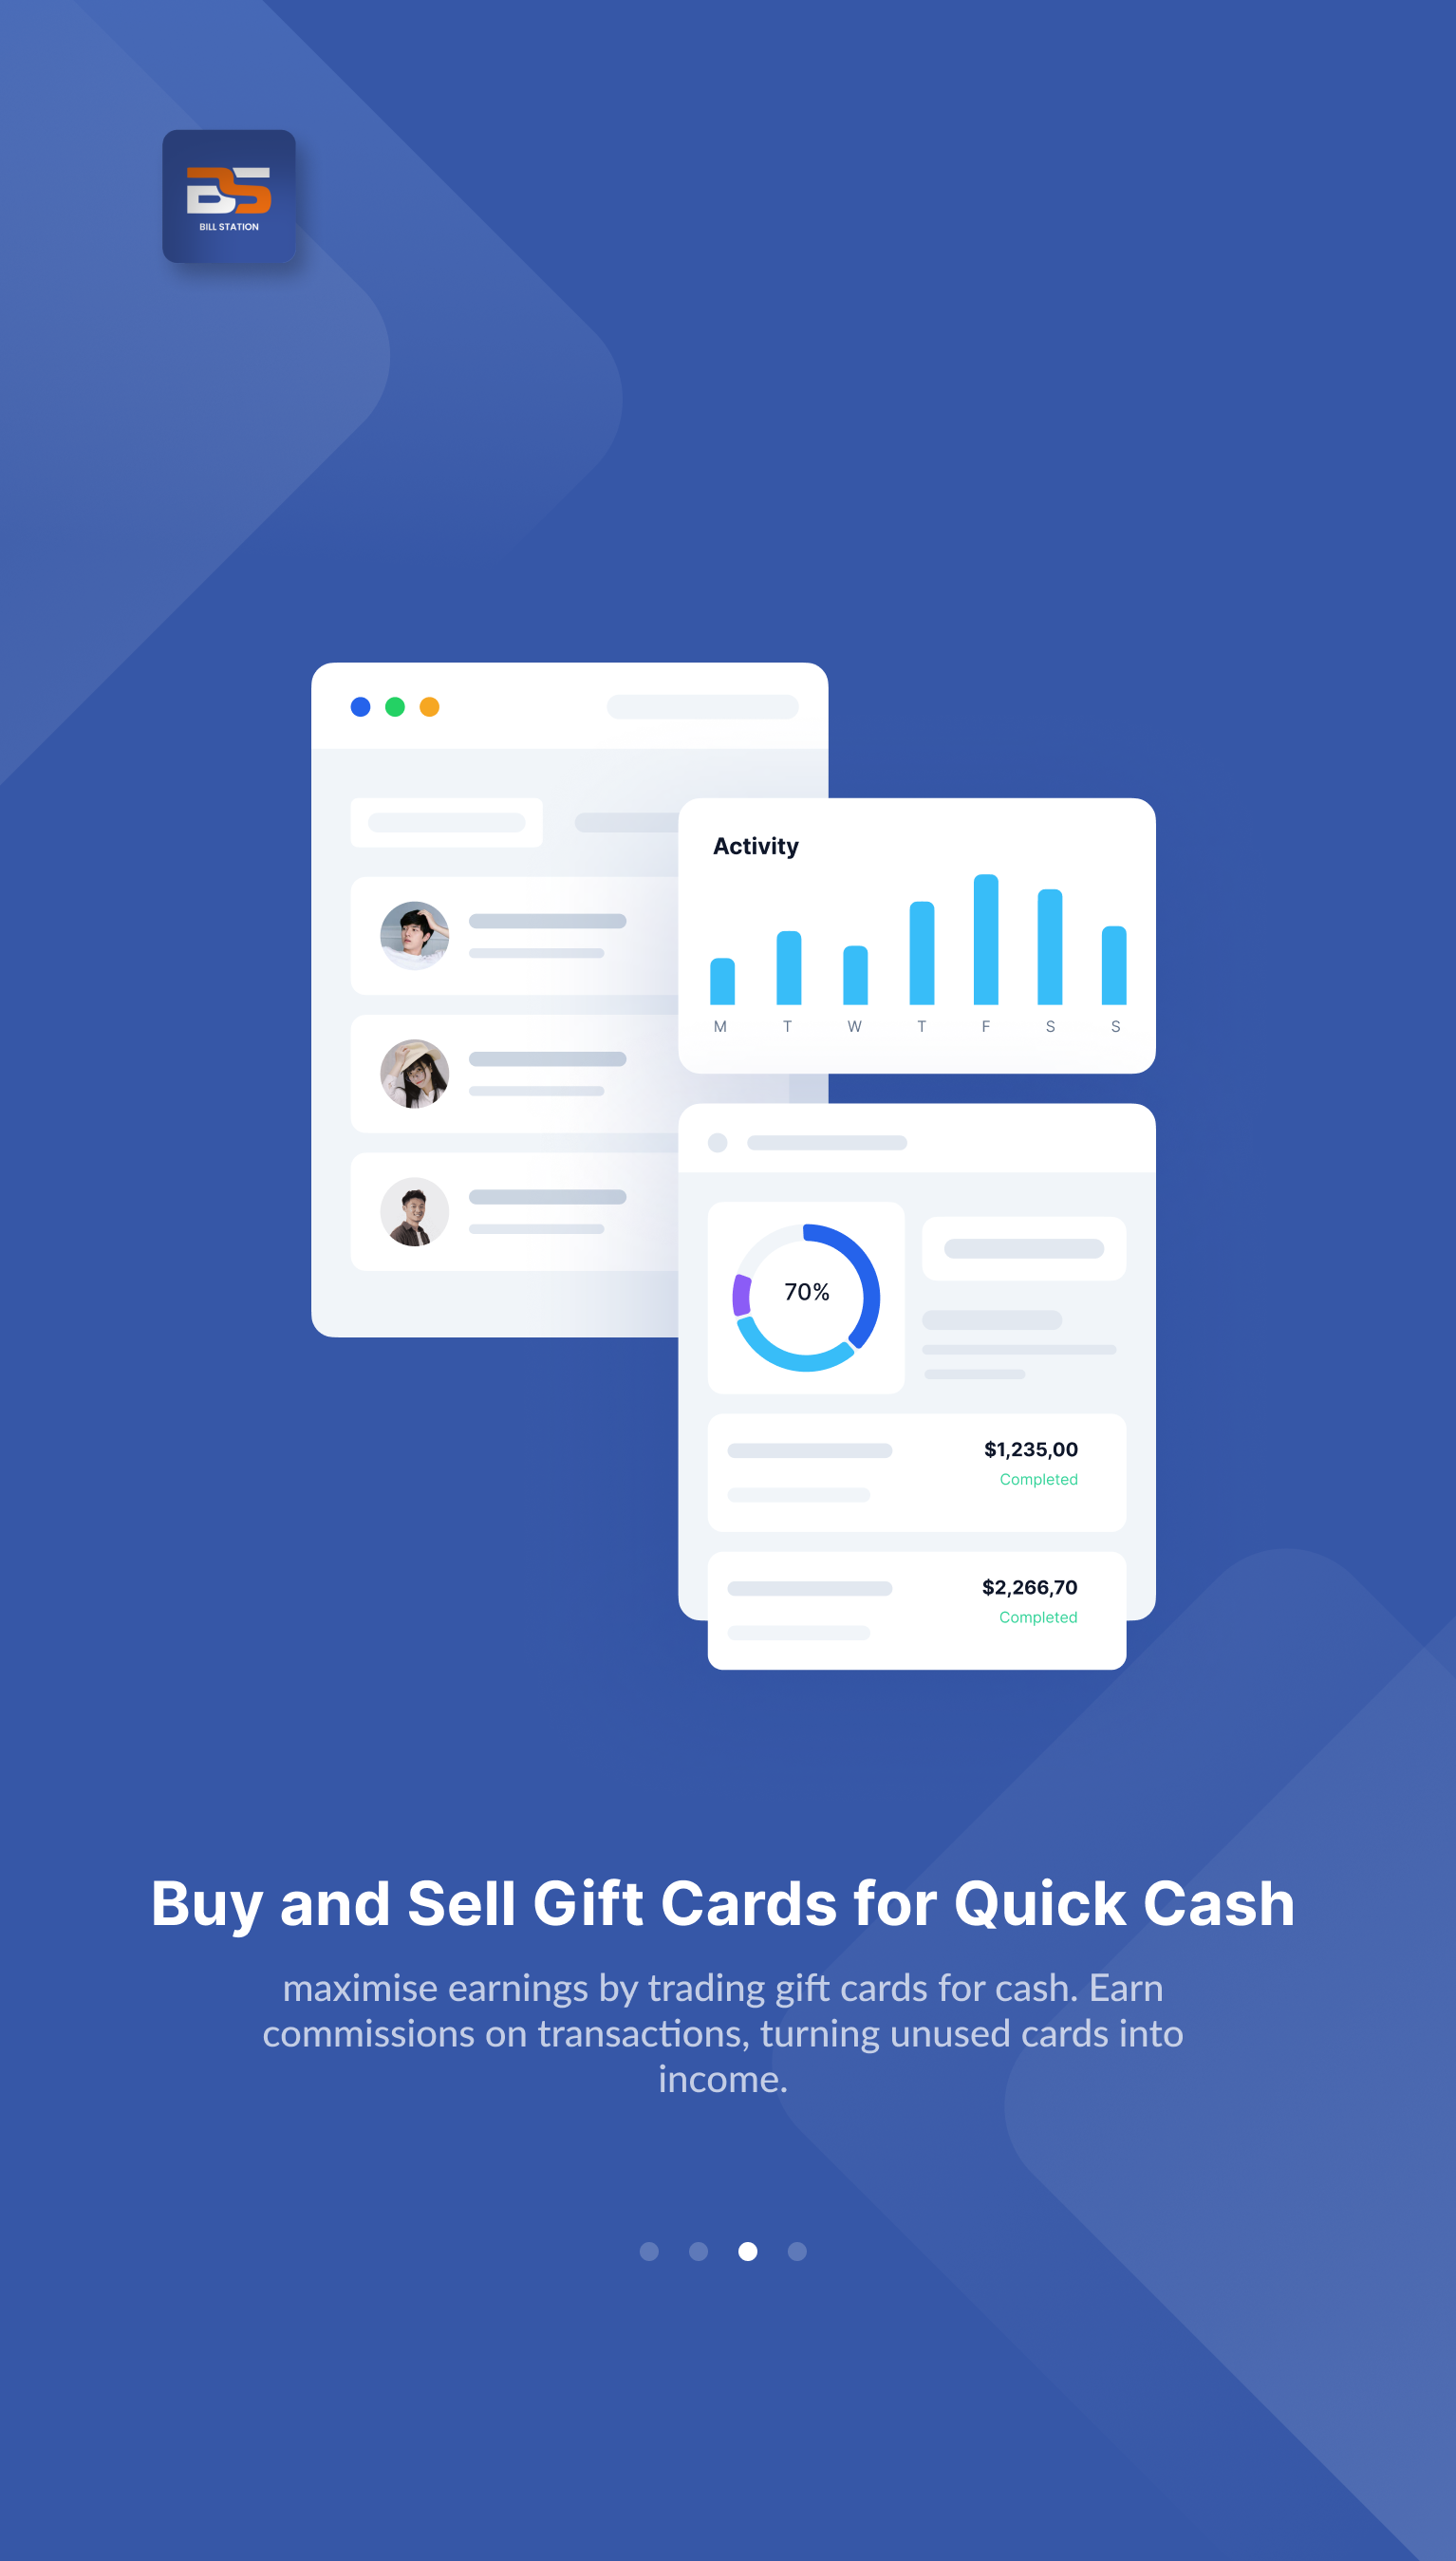 BS
BILL STATION
Activity
M T W T F S S
70%
$1,235,00
Completed
$2,266,70
Completed
Buy and Sell Gift Cards for Quick Cash
maximise earnings by trading gift cards for cash. Earn
commissions on transactions, turning unused cards into
income.